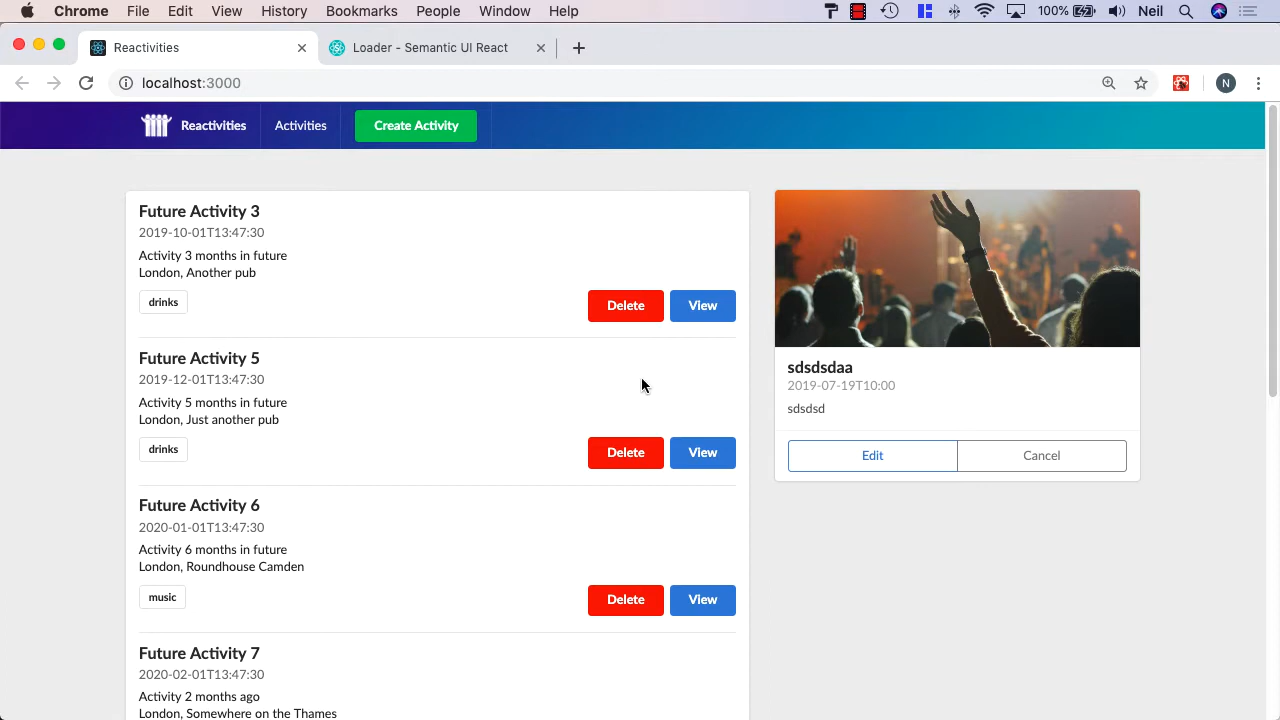 Chrome File Edit View History Bookmarks People Window Help 100% Neil
Reactivities Loader - Semantic UI React
localhost:3000 N
Reactivities Activities Create Activity
Future Activity 3
2019-10-01T13:47:30
Activity 3 months in future
London, Another pub
drinks
Delete View
Future Activity 5
2019-12-01T13:47:30
Activity 5 months in future
London, Just another pub
drinks
Delete View
Future Activity 6
2020-01-01T13:47:30
Activity 6 months in future
London, Roundhouse Camden
music
Delete View
Future Activity 7
2020-02-01T13:47:30
Activity 2 months ago
London, Somewhere on the Thames
sdsdsdaa
2019-07-19T10:00
sdsdsd
Edit Cancel